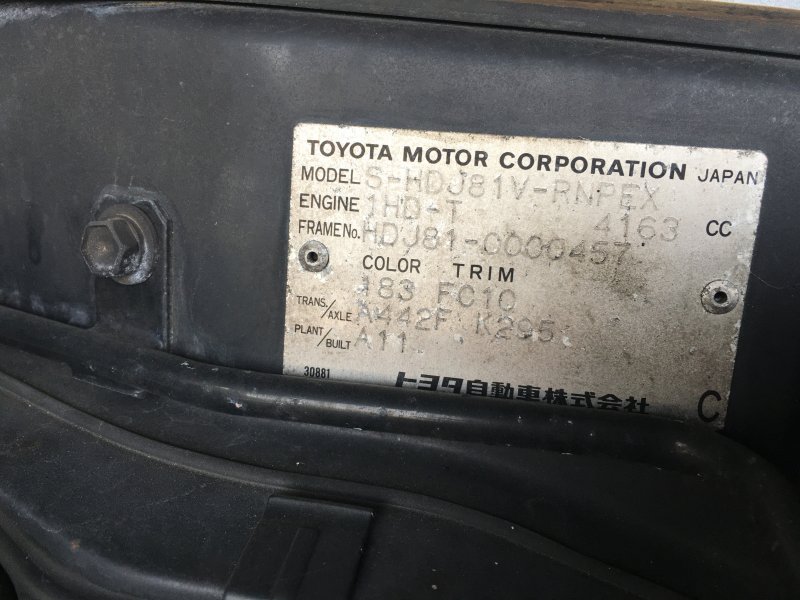 TOYOTA MOTOR CORPORATION JAPAN
MODEL S-HDJ81V-RNPEX
ENGINE 1HD-T 4163 CC
FRAME No. HDJ81-0000457
COLOR TRIM
183 FC10
TRANS./AXLE A442F K295
PLANT/BUILT A11
30881 トヨタ自動車株式会社 C